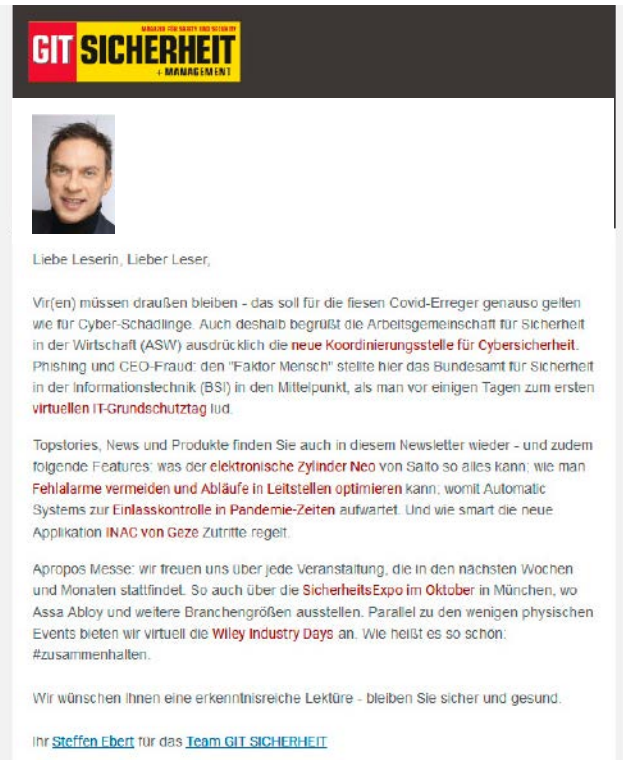 MAGAZIN FÜR SAFETY UND SECURITY
GIT SICHERHEIT
+ MANAGEMENT
Liebe Leserin, Lieber Leser,
Vir(en) müssen draußen bleiben - das soll für die fiesen Covid-Erreger genauso gelten
wie für Cyber-Schädlinge. Auch deshalb begrüßt die Arbeitsgemeinschaft für Sicherheit
in der Wirtschaft (ASW) ausdrücklich die neue Koordinierungsstelle für Cybersicherheit.
Phishing und CEO-Fraud: den "Faktor Mensch" stellte hier das Bundesamt für Sicherheit
in der Informationstechnik (BSI) in den Mittelpunkt, als man vor einigen Tagen zum ersten
virtuellen IT-Grundschutztag lud.
Topstories, News und Produkte finden Sie auch in diesem Newsletter wieder - und zudem
folgende Features: was der elektronische Zylinder Neo von Salto so alles kann; wie man
Fehlalarme vermeiden und Abläufe in Leitstellen optimieren kann; womit Automatic
Systems zur Einlasskontrolle in Pandemie-Zeiten aufwartet. Und wie smart die neue
Applikation INAC von Geze Zutritte regelt.
Apropos Messe: wir freuen uns über jede Veranstaltung, die in den nächsten Wochen
und Monaten stattfindet. So auch über die SicherheitsExpo im Oktober in München, wo
Assa Abloy und weitere Branchengrößen ausstellen. Parallel zu den wenigen physischen
Events bieten wir virtuell die Wiley Industry Days an. Wie heißt es so schön:
#zusammenhalten.
Wir wünschen Ihnen eine erkenntnisreiche Lektüre - bleiben Sie sicher und gesund.
Ihr Steffen Ebert für das Team GIT SICHERHEIT